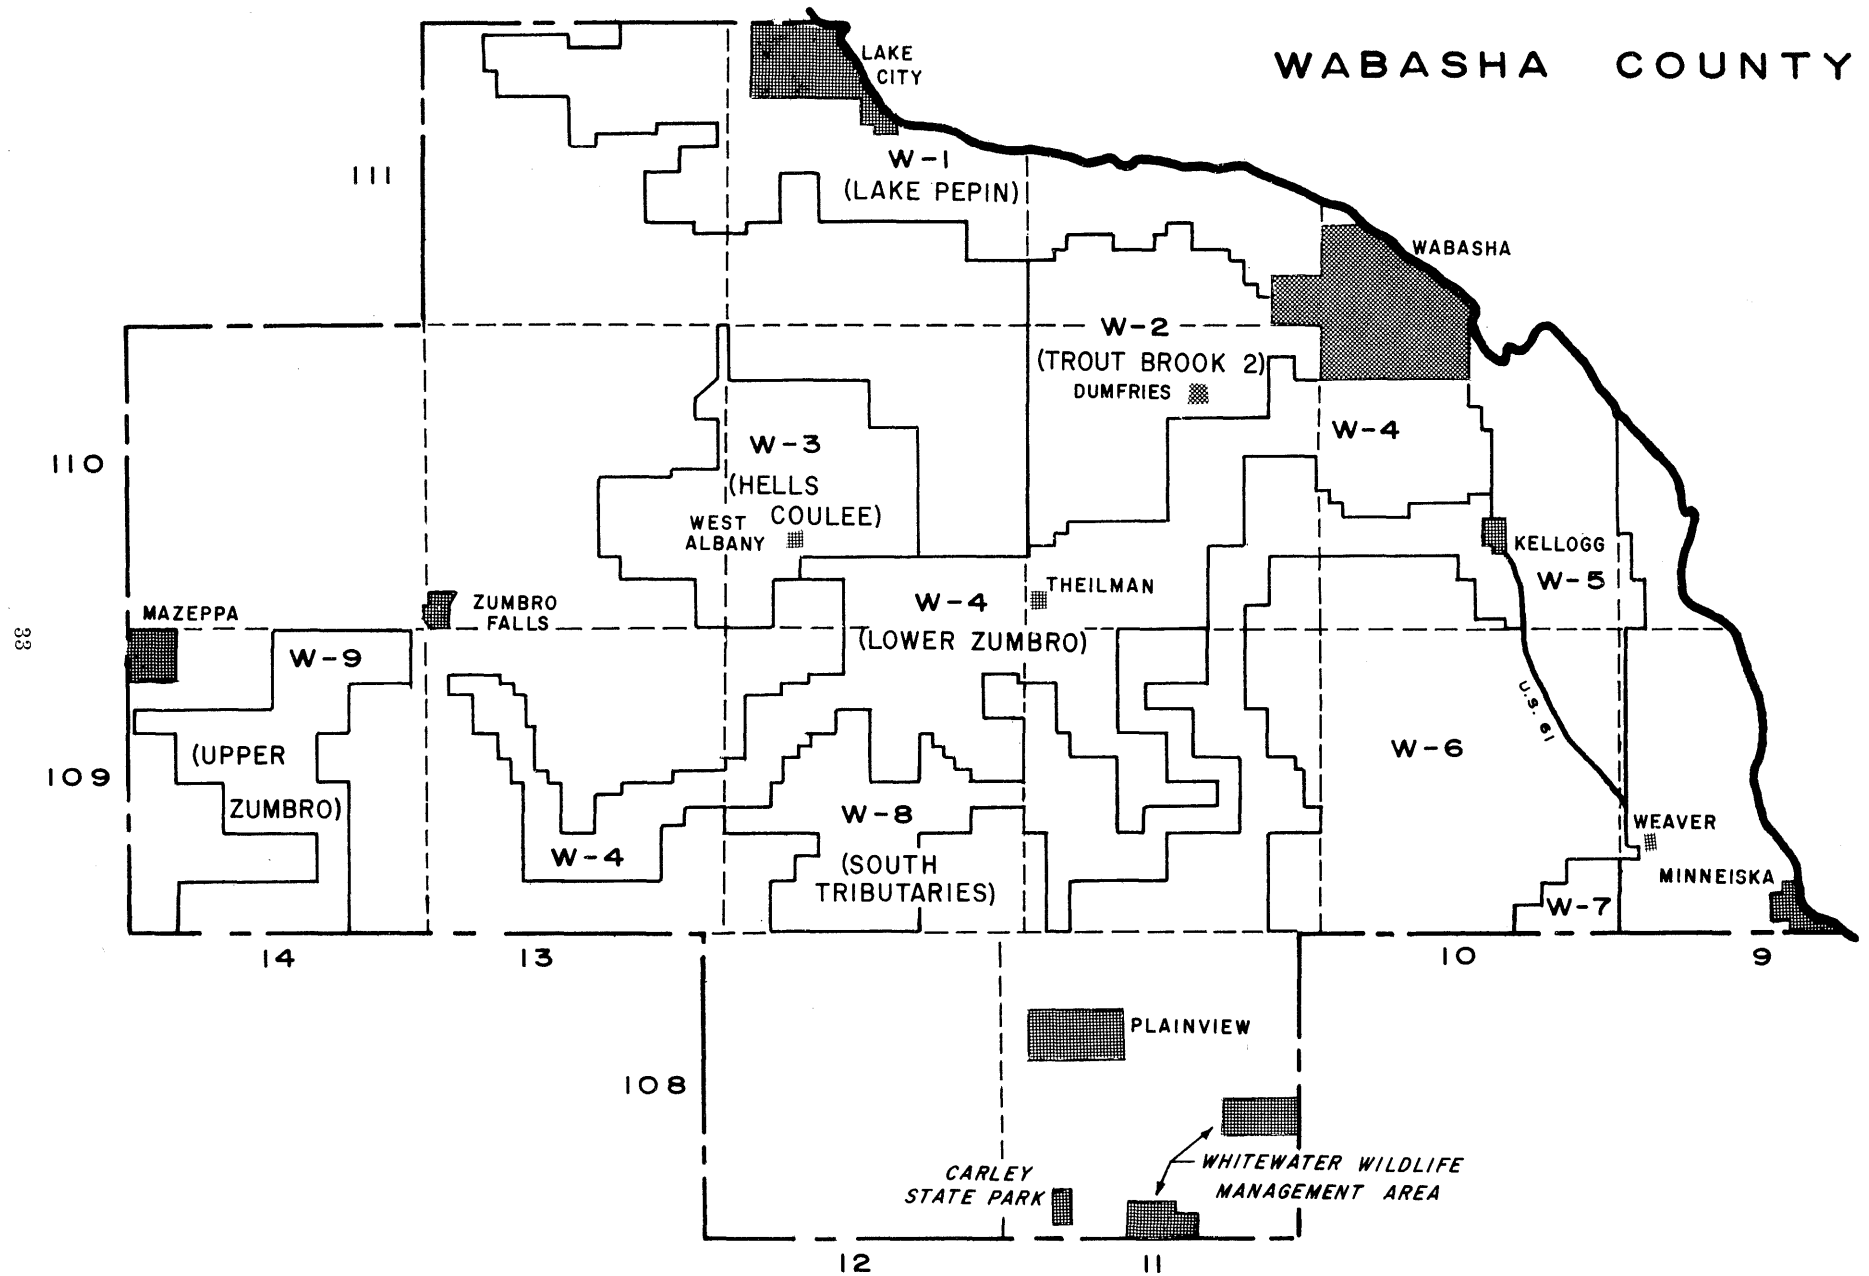 WABASHA COUNTY
LAKE
CITY
W-1
(LAKE PEPIN)
111
WABASHA
W-2
(TROUT BROOK 2)
DUMFRIES
W-4
110
W-3
(HELLS
COULEE)
WEST
ALBANY
KELLOGG
W-5
THEILMAN
W-4
(LOWER ZUMBRO)
MAZEPPA
ZUMBRO
FALLS
33
W-9
(UPPER
ZUMBRO)
U.S. 61
W-6
109
W-8
(SOUTH
TRIBUTARIES)
W-4
WEAVER
MINNEISKA
W-7
14
13
10
9
PLAINVIEW
108
WHITEWATER WILDLIFE
MANAGEMENT AREA
CARLEY
STATE PARK
12
11